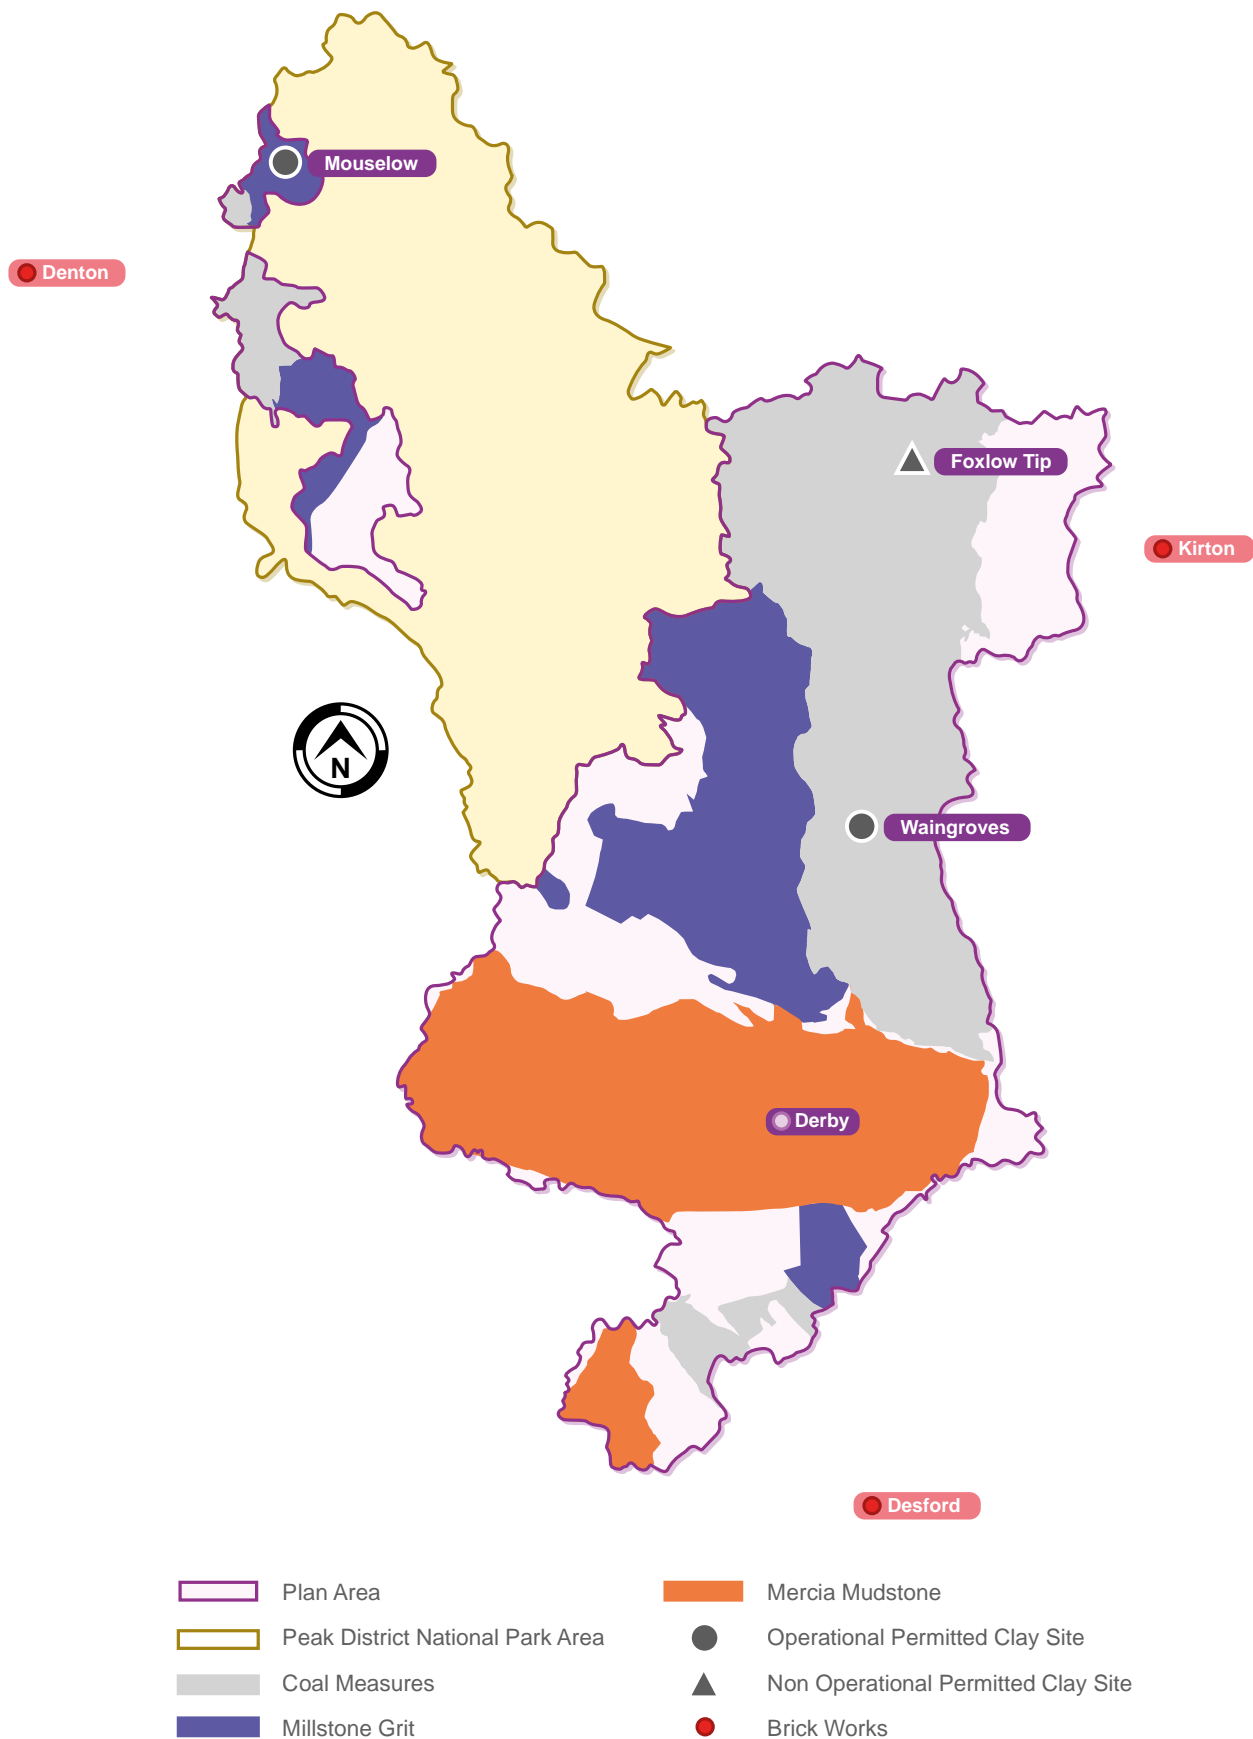 Mouselow
Denton
Foxlow Tip
Kirton
N
Waingroves
Derby
Desford
Plan Area
Peak District National Park Area
Coal Measures
Millstone Grit
Mercia Mudstone
Operational Permitted Clay Site
Non Operational Permitted Clay Site
Brick Works